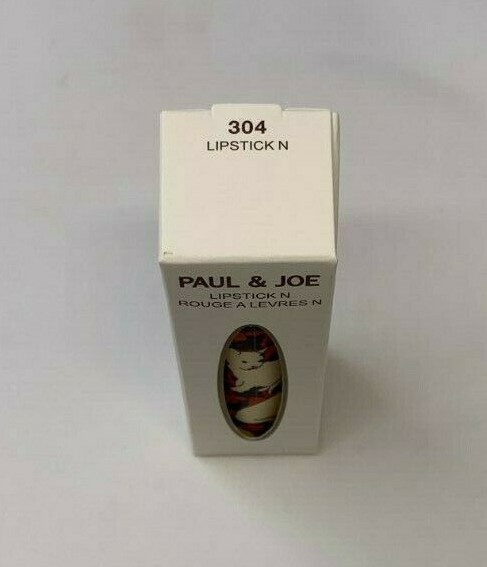 304
LIPSTICK N
PAUL & JOE
LIPSTICK N
ROUGE A LEVRES N